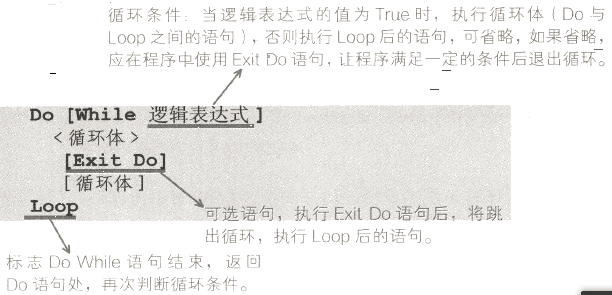 循环条件：当逻辑表达式的值为 True 时，执行循环体（Do 与
Loop 之间的语句），否则执行 Loop 后的语句，可省略，如果省略，
应在程序中使用 Exit Do 语句，让程序满足一定的条件后退出循环。
Do [While 逻辑表达式]
<循环体>
[Exit Do]
[循环体]
Loop
可选语句，执行 Exit Do 语句后，将跳
出循环，执行 Loop 后的语句。
标志 Do While 语句结束，返回
Do 语句处，再次判断循环条件。